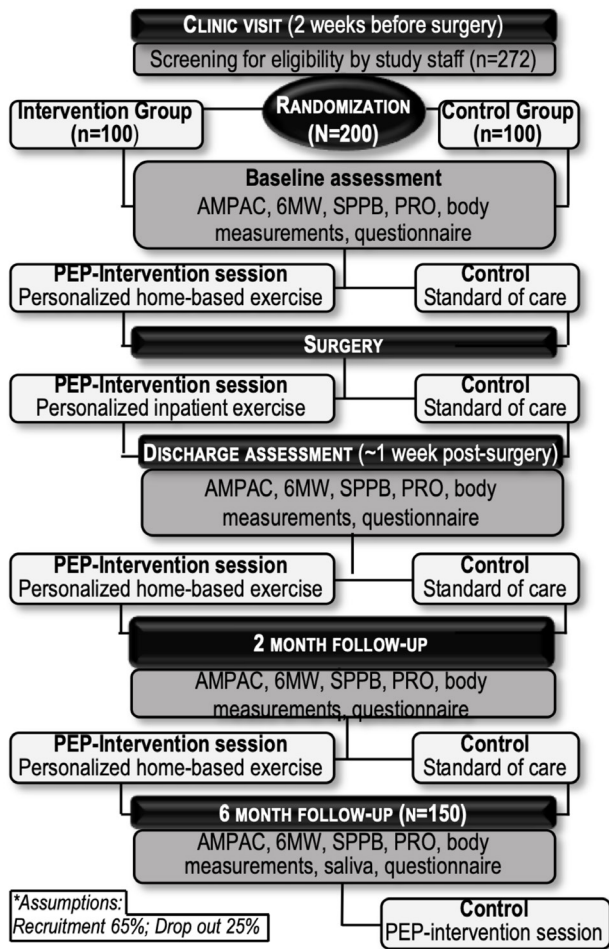 CLINIC VISIT (2 weeks before surgery)
Screening for eligibility by study staff (n=272)
Intervention Group
(n=100)
RANDOMIZATION
(N=200)
Control Group
(n=100)
Baseline assessment
AMPAC, 6MW, SPPB, PRO, body
measurements, questionnaire
PEP-Intervention session
Personalized home-based exercise
Control
Standard of care
SURGERY
PEP-Intervention session
Personalized inpatient exercise
Control
Standard of care
DISCHARGE ASSESSMENT (~1 week post-surgery)
AMPAC, 6MW, SPPB, PRO, body
measurements, questionnaire
PEP-Intervention session
Personalized home-based exercise
Control
Standard of care
2 MONTH FOLLOW-UP
AMPAC, 6MW, SPPB, PRO, body
measurements, questionnaire
PEP-Intervention session
Personalized home-based exercise
Control
Standard of care
6 MONTH FOLLOW-UP (N=150)
AMPAC, 6MW, SPPB, PRO, body
measurements, saliva, questionnaire
*Assumptions:
Recruitment 65%; Drop out 25%
Control
PEP-intervention session